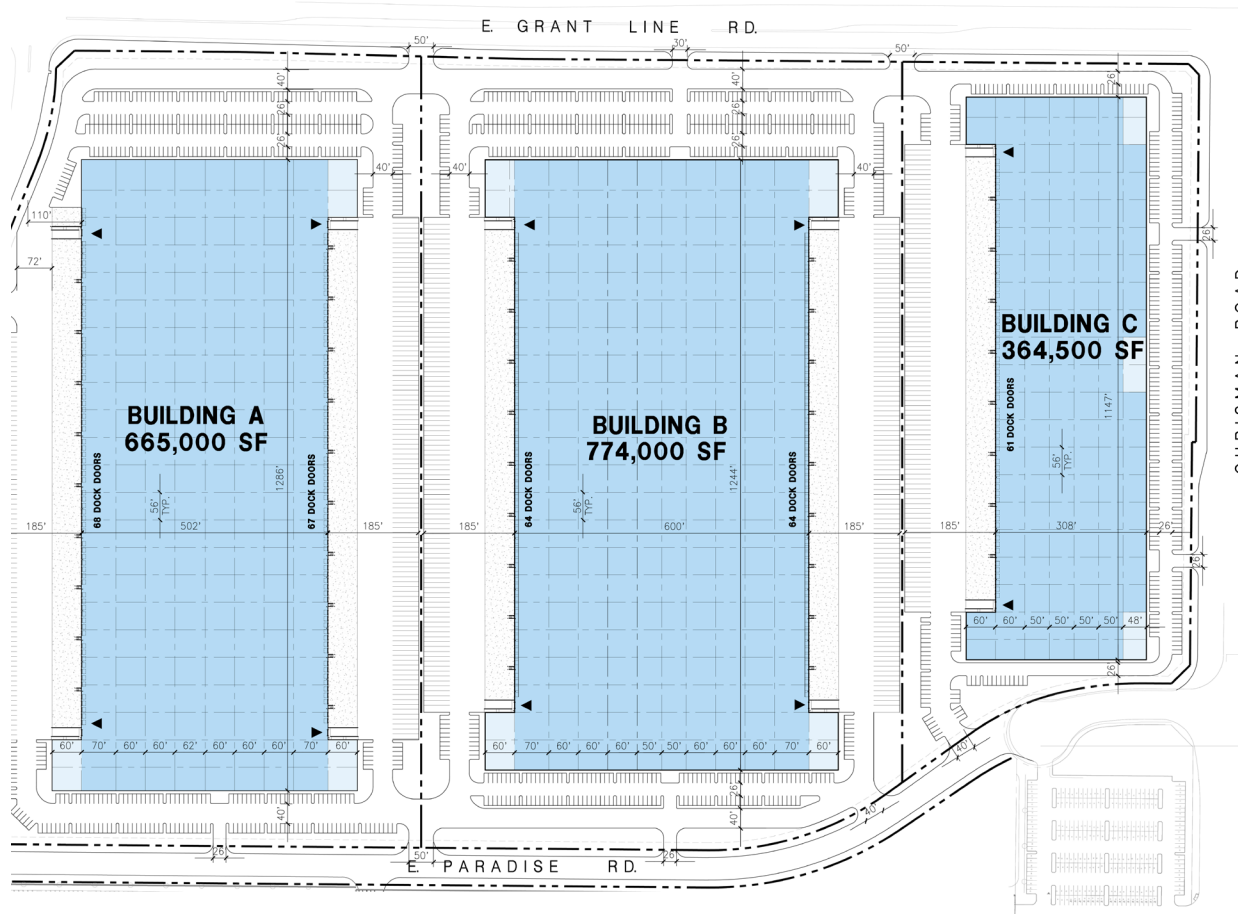 E. GRANT LINE RD.
50'
30'
50'
40'
26'
26'
40'
26'
26'
26'
40'
40'
40'
110'
72'
26'
BUILDING C
364,500 SF
BUILDING A
665,000 SF
BUILDING B
774,000 SF
68 DOCK DOORS
67 DOCK DOORS
64 DOCK DOORS
64 DOCK DOORS
61 DOCK DOORS
1286'
1244'
1147'
56'
TYP.
56'
TYP.
56'
TYP.
185' 502' 185' 185' 600' 185' 185' 308' 26'
26'
60' 60' 50' 50' 50' 50' 48'
26'
60' 70' 60' 60' 62' 60' 60' 70' 60'
60' 70' 60' 60' 60' 50' 50' 60' 60' 70' 60'
40'
40'
26'
40'
40'
26'
50'
26'
E. PARADISE RD.